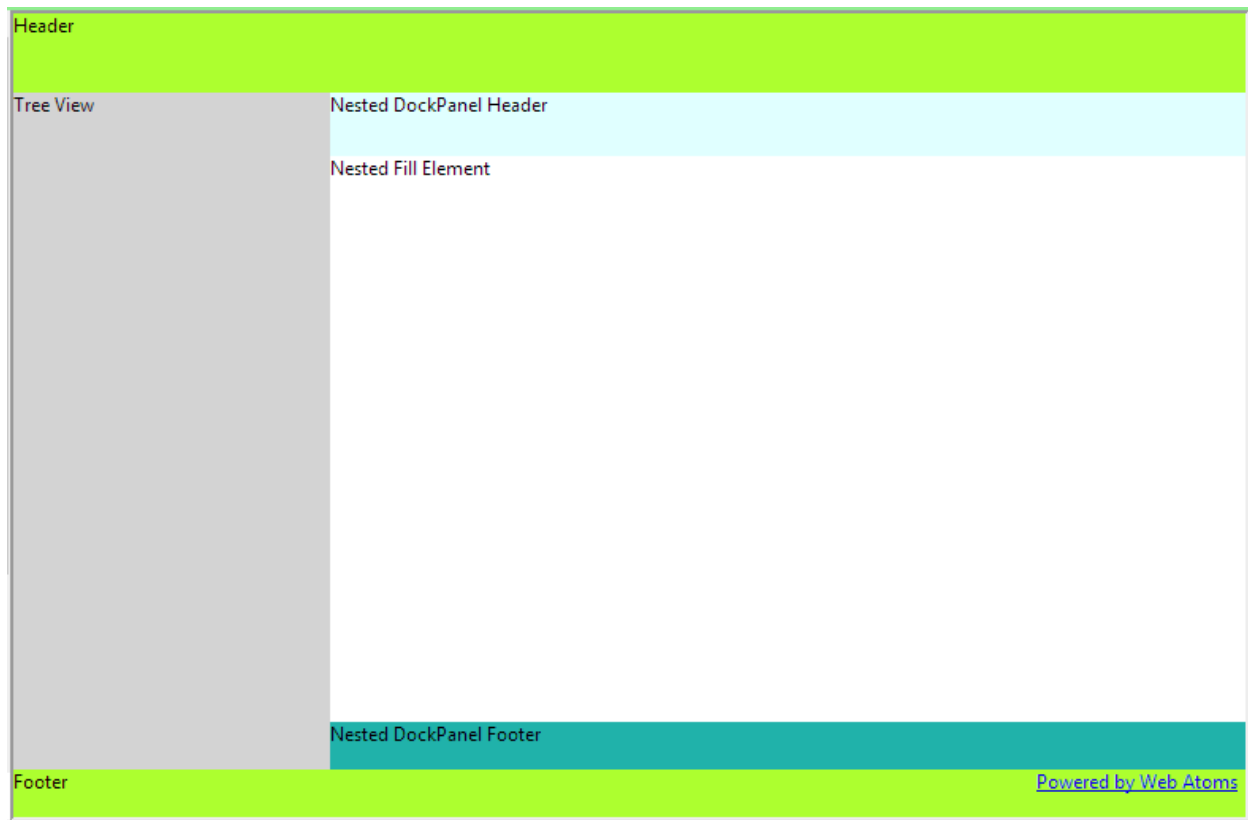 Header
Tree View
Nested DockPanel Header
Nested Fill Element
Nested DockPanel Footer
Footer
Powered by Web Atoms